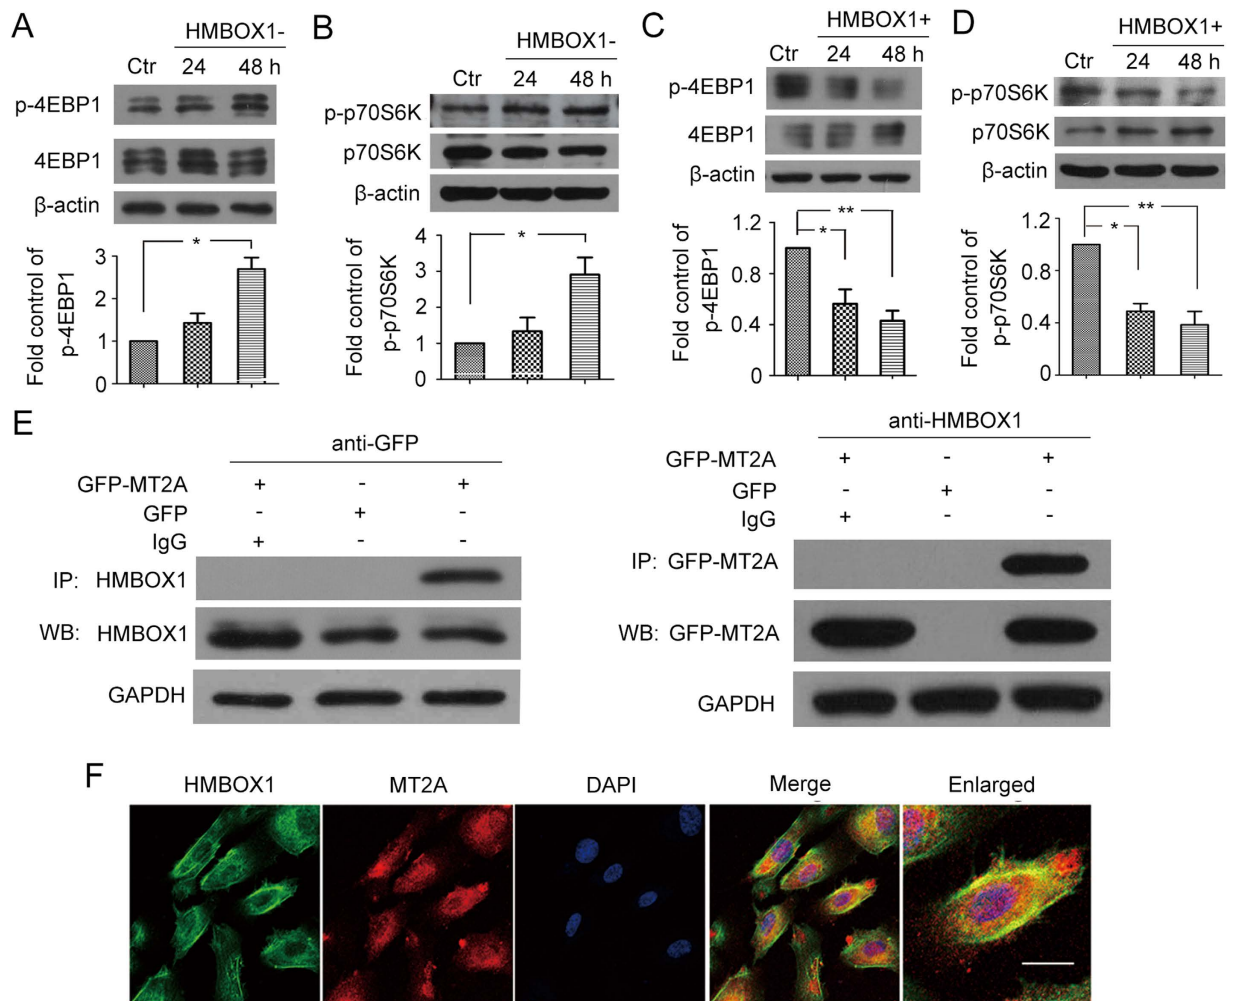 A
HMBOX1-
Ctr 24 48 h
p-4EBP1
4EBP1
β-actin
Fold control of
p-4EBP1
3
2
1
0
*
B
HMBOX1-
Ctr 24 48 h
p-p70S6K
p70S6K
β-actin
Fold control of
p-p70S6K
4
3
2
1
0
*
C
HMBOX1+
Ctr 24 48 h
p-4EBP1
4EBP1
β-actin
Fold control of
p-4EBP1
1.2
0.8
0.4
0
**
*
D
HMBOX1+
Ctr 24 48 h
p-p70S6K
p70S6K
β-actin
Fold control of
p-p70S6K
1.2
0.8
0.4
0
**
*
E
anti-GFP
GFP-MT2A + - +
GFP - + -
IgG + - -
IP: HMBOX1
WB: HMBOX1
GAPDH
anti-HMBOX1
GFP-MT2A + - +
GFP - + -
IgG + - -
IP: GFP-MT2A
WB: GFP-MT2A
GAPDH
F
HMBOX1 MT2A DAPI Merge Enlarged